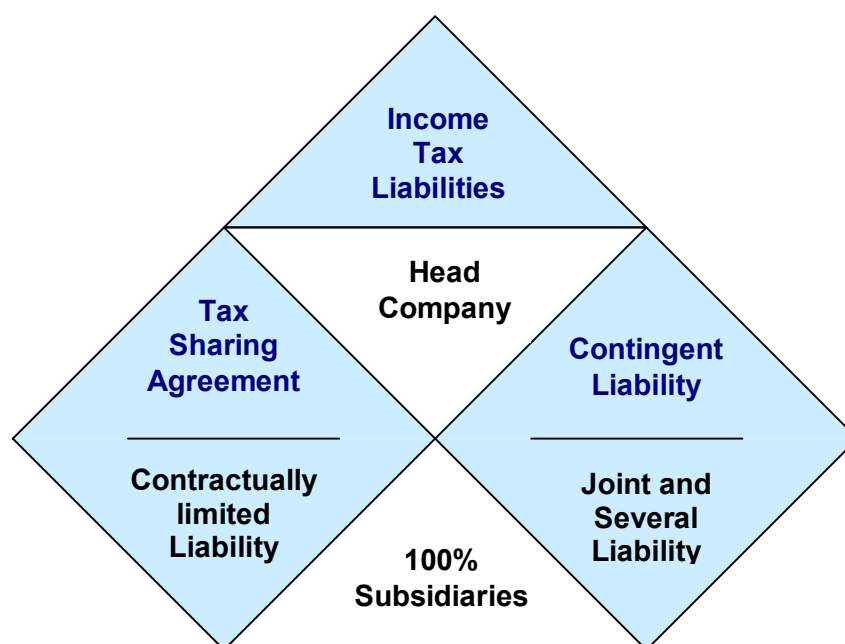 Income
Tax
Liabilities
Head
Company
Tax
Sharing
Agreement
Contingent
Liability
Contractually
limited
Liability
Joint and
Several
Liability
100%
Subsidiaries